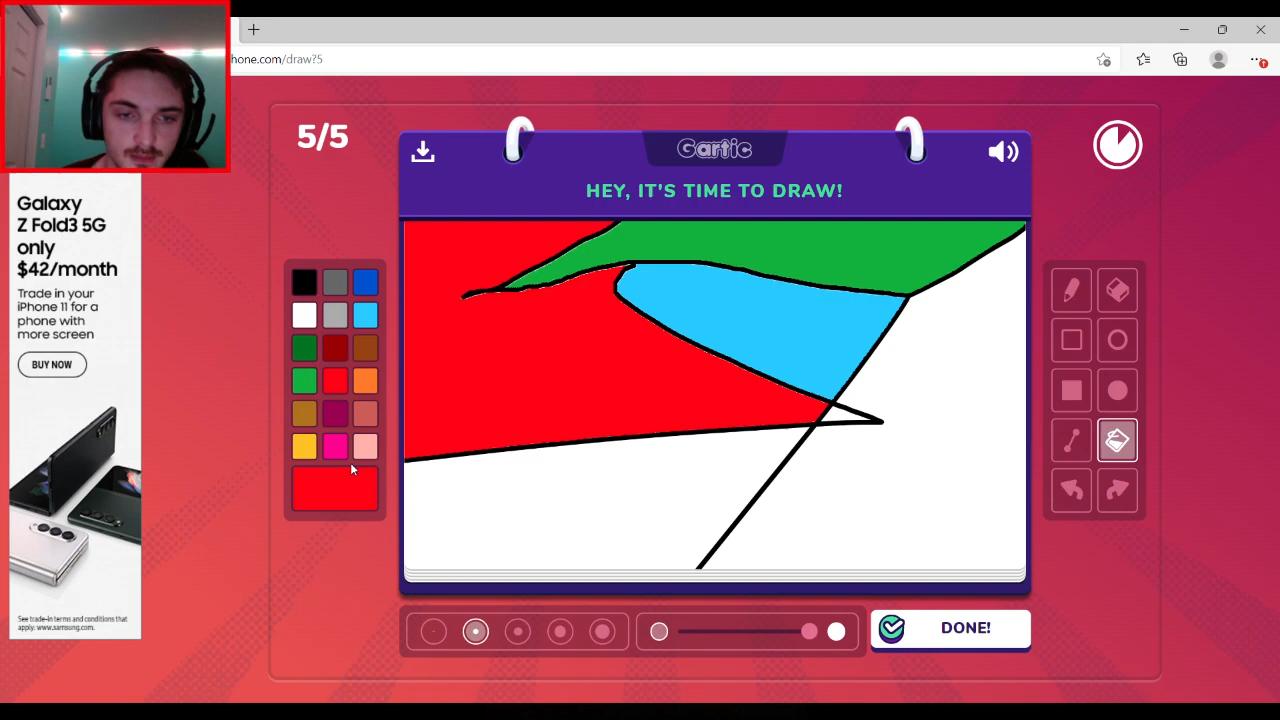 hone.com/draw?5
5/5
Gartic
HEY, IT'S TIME TO DRAW!
Galaxy
Z Fold3 5G
only
$42/month
Trade in your
iPhone 11 for a
phone with
more screen
BUY NOW
See trade-in terms and conditions that
apply. www.samsung.com.
DONE!